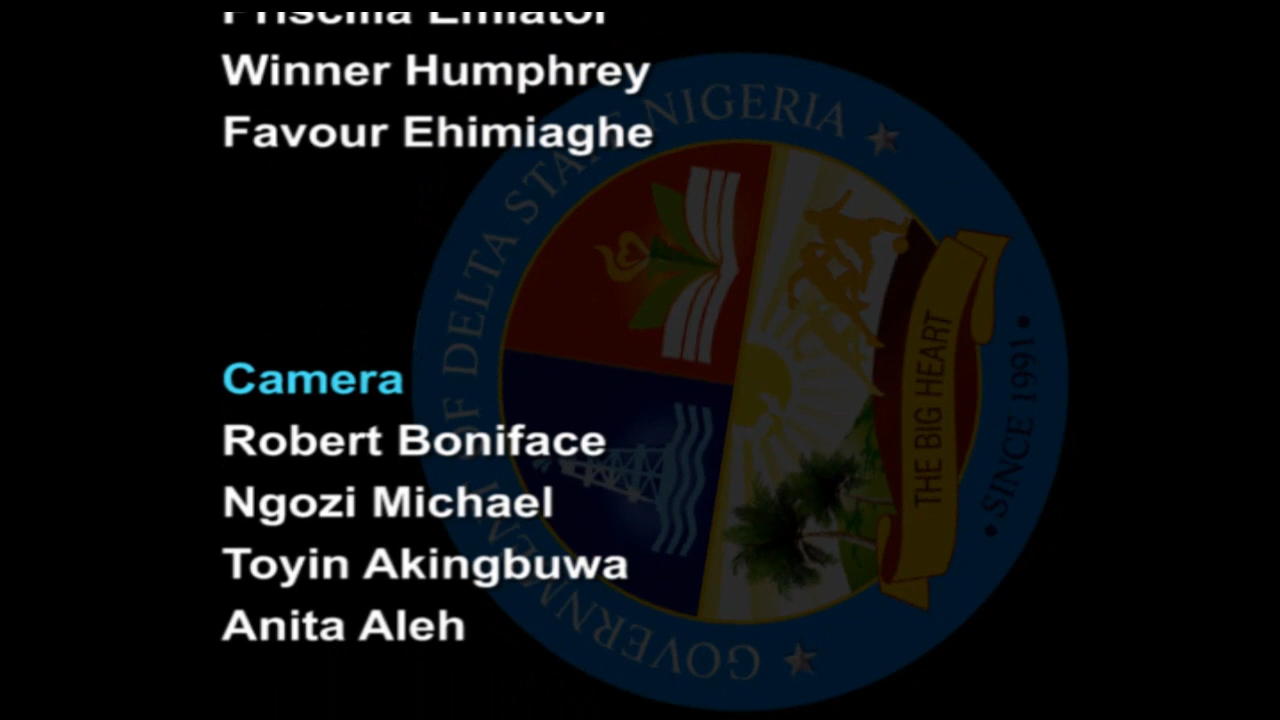 Winner Humphrey
Favour Ehimiaghe
Camera
Robert Boniface
Ngozi Michael
Toyin Akingbuwa
Anita Aleh
GOVERNMENT OF DELTA STATE NIGERIA
THE BIG HEART
• SINCE 1991 •